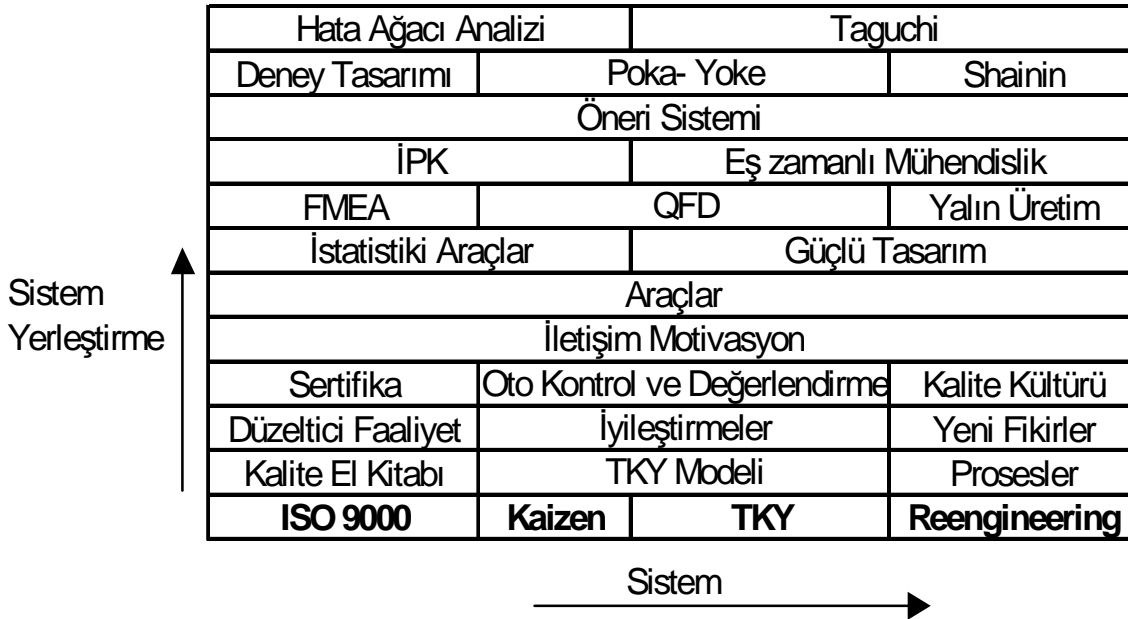 Hata Ağacı Analizi Taguchi
Deney Tasarımı Poka- Yoke Shainin
Öneri Sistemi
İPK Eş zamanlı Mühendislik
FMEA QFD Yalın Üretim
İstatistiki Araçlar Güçlü Tasarım
Araçlar
İletişim Motivasyon
Sertifika Oto Kontrol ve Değerlendirme Kalite Kültürü
Düzeltici Faaliyet İyileştirmeler Yeni Fikirler
Kalite El Kitabı TKY Modeli Prosesler
ISO 9000 Kaizen TKY Reengineering
Sistem
Yerleştirme
Sistem